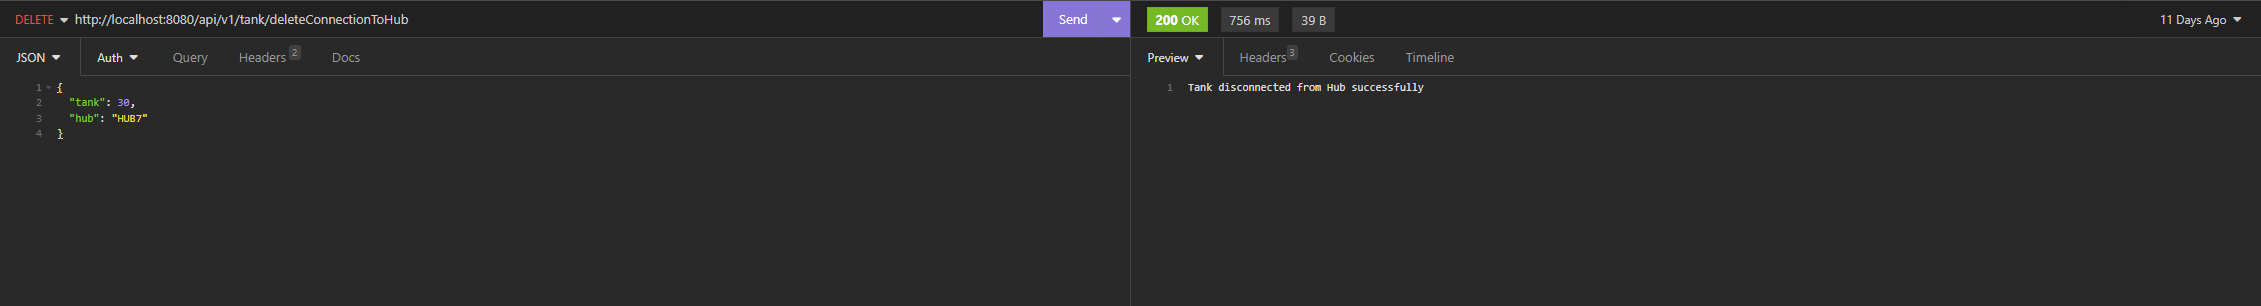 DELETE http://localhost:8080/api/v1/tank/deleteConnectionToHub Send 200 OK 756 ms 39 B 11 Days Ago
JSON Auth Query Headers 2 Docs Preview Headers 3 Cookies Timeline
1 {
2 "tank": 30,
3 "hub": "HUB7"
4 }
1 Tank disconnected from Hub successfully